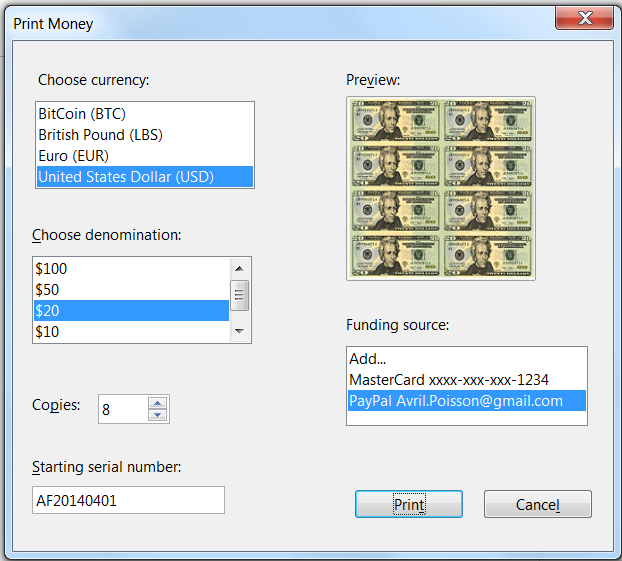 Print Money
Choose currency:
BitCoin (BTC)
British Pound (LBS)
Euro (EUR)
United States Dollar (USD)
Choose denomination:
$100
$50
$20
$10
Copies:
8
Starting serial number:
AF20140401
Preview:
Funding source:
Add...
MasterCard xxxx-xxx-xxx-1234
PayPal Avril.Poisson@gmail.com
Print
Cancel